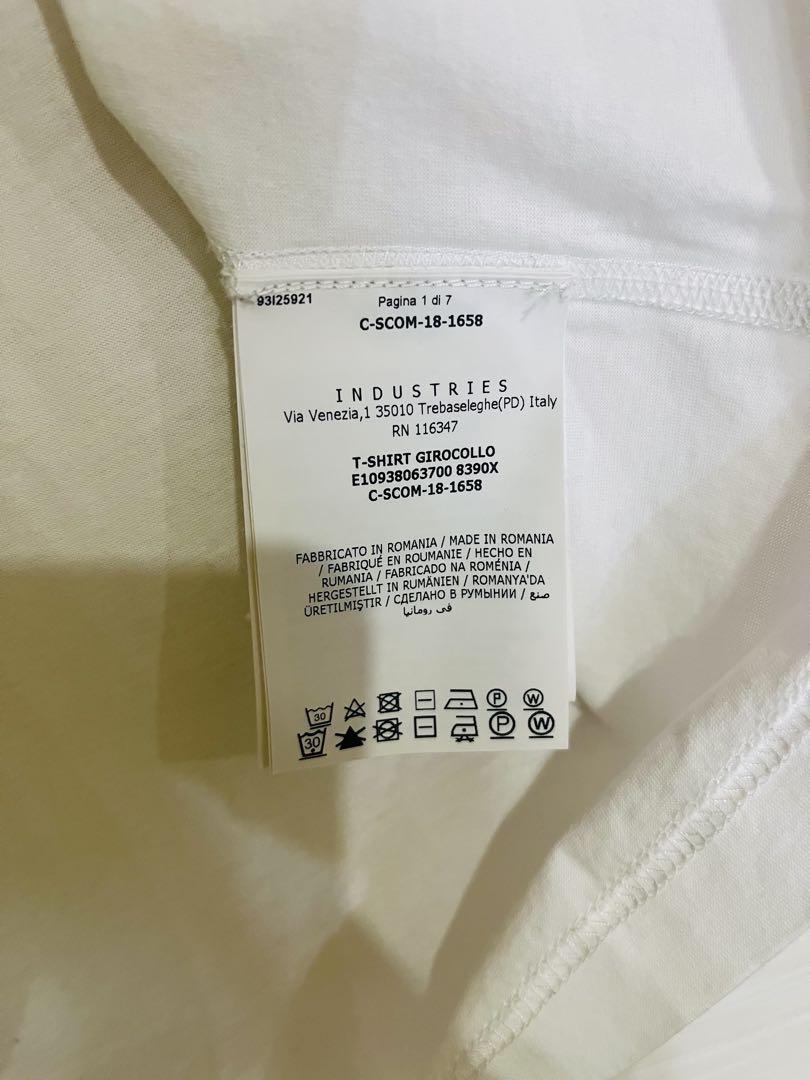 93I25921 Pagina 1 di 7
C-SCOM-18-1658
INDUSTRIES
Via Venezia,1 35010 Trebaseleghe(PD) Italy
RN 116347
T-SHIRT GIROCOLLO
E10938063700 8390X
C-SCOM-18-1658
FABBRICATO IN ROMANIA / MADE IN ROMANIA
/ FABRIQUÉ EN ROUMANIE / HECHO EN
RUMANIA / FABRICADO NA ROMÉNIA /
HERGESTELLT IN RUMÄNIEN / ROMANYA'DA
ÜRETILMIŞTIR / СДЕЛАНО В РУМЫНИИ / صنع
في رومانيا
30 P W
30 P W